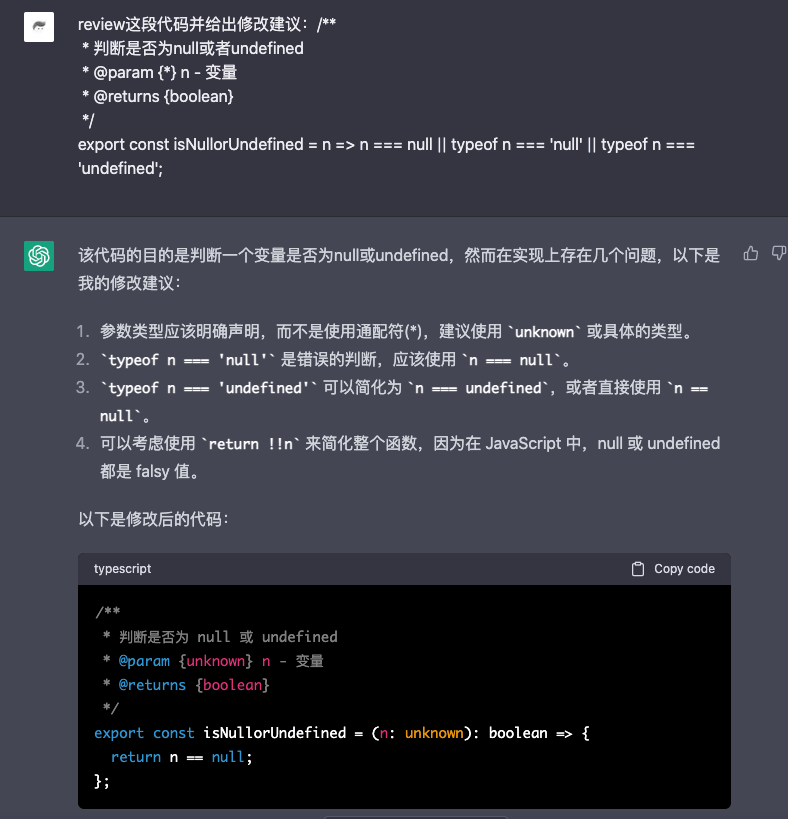 review这段代码并给出修改建议：/**
* 判断是否为null或者undefined
* @param {*} n - 变量
* @returns {boolean}
*/
export const isNullorUndefined = n => n === null || typeof n === 'null' || typeof n ===
'undefined';
该代码的目的是判断一个变量是否为null或undefined，然而在实现上存在几个问题，以下是
我的修改建议：
1. 参数类型应该明确声明，而不是使用通配符(*)，建议使用 `unknown` 或具体的类型。
2. `typeof n === 'null'` 是错误的判断，应该使用 `n === null`。
3. `typeof n === 'undefined'` 可以简化为 `n === undefined`，或者直接使用 `n ==
null`。
4. 可以考虑使用 `return !!n` 来简化整个函数，因为在 JavaScript 中，null 或 undefined
都是 falsy 值。
以下是修改后的代码：
typescript
Copy code
/**
* 判断是否为 null 或 undefined
* @param {unknown} n - 变量
* @returns {boolean}
*/
export const isNullorUndefined = (n: unknown): boolean => {
return n == null;
};